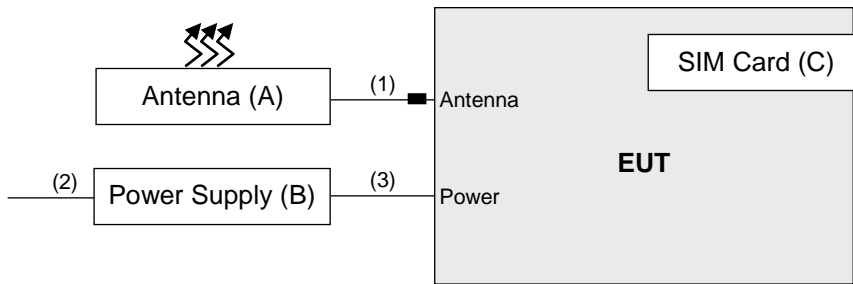 SIM Card (C)
Antenna (A)
(1)
Antenna
EUT
(2)
Power Supply (B)
(3)
Power